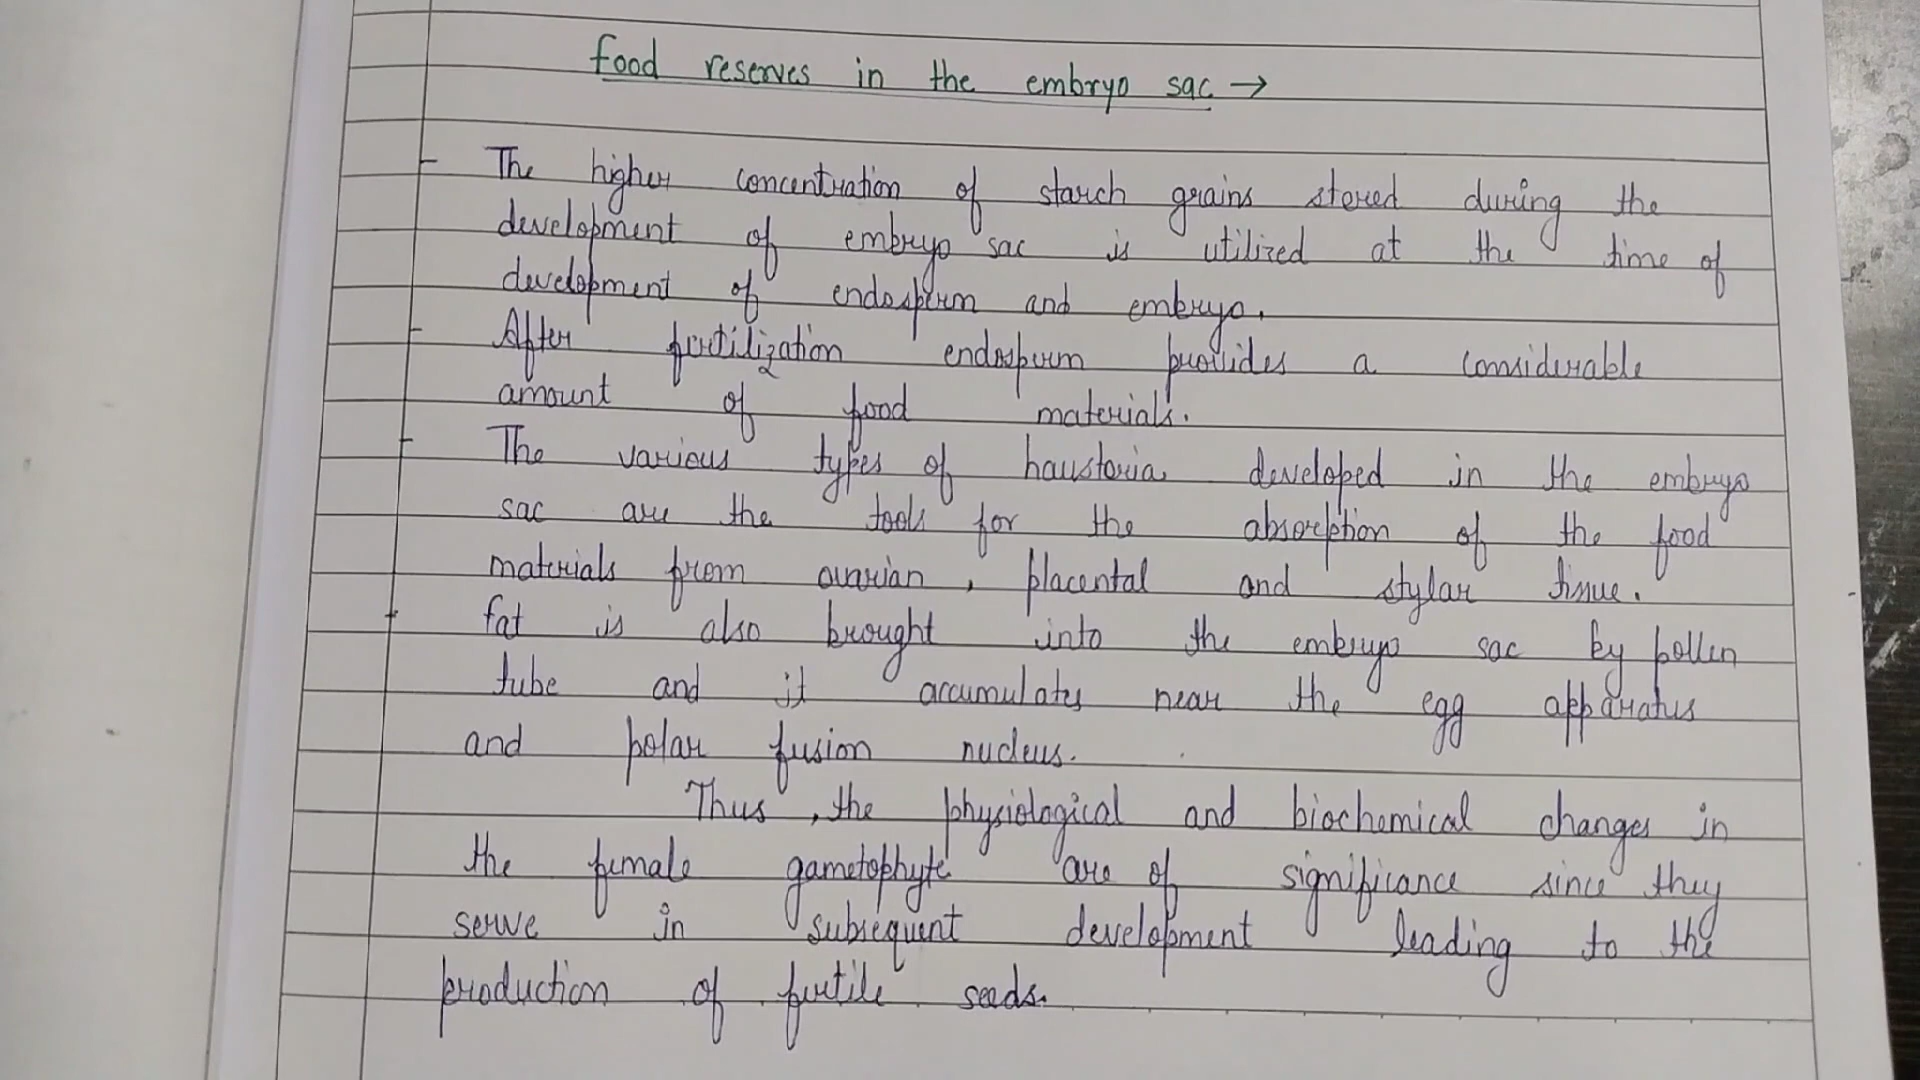 food reserves in the embryo sac →
- The higher concentration of starch grains stored during the
development of embryo sac is utilized at the time of
development of endosperm and embryo.
- After fertilization endosperm provides a considerable
amount of food materials.
- The various types of haustoria developed in the embryo
sac are the tools for the absorption of the food
materials from ovarian, placental and stylar tissue.
- fat is also brought into the embryo sac by pollen
tube and it accumulates near the egg apparatus
and polar fusion nucleus.
Thus, the physiological and biochemical changes in
the female gametophyte are of significance since they
serve in subsequent development leading to the
production of fertile seeds.